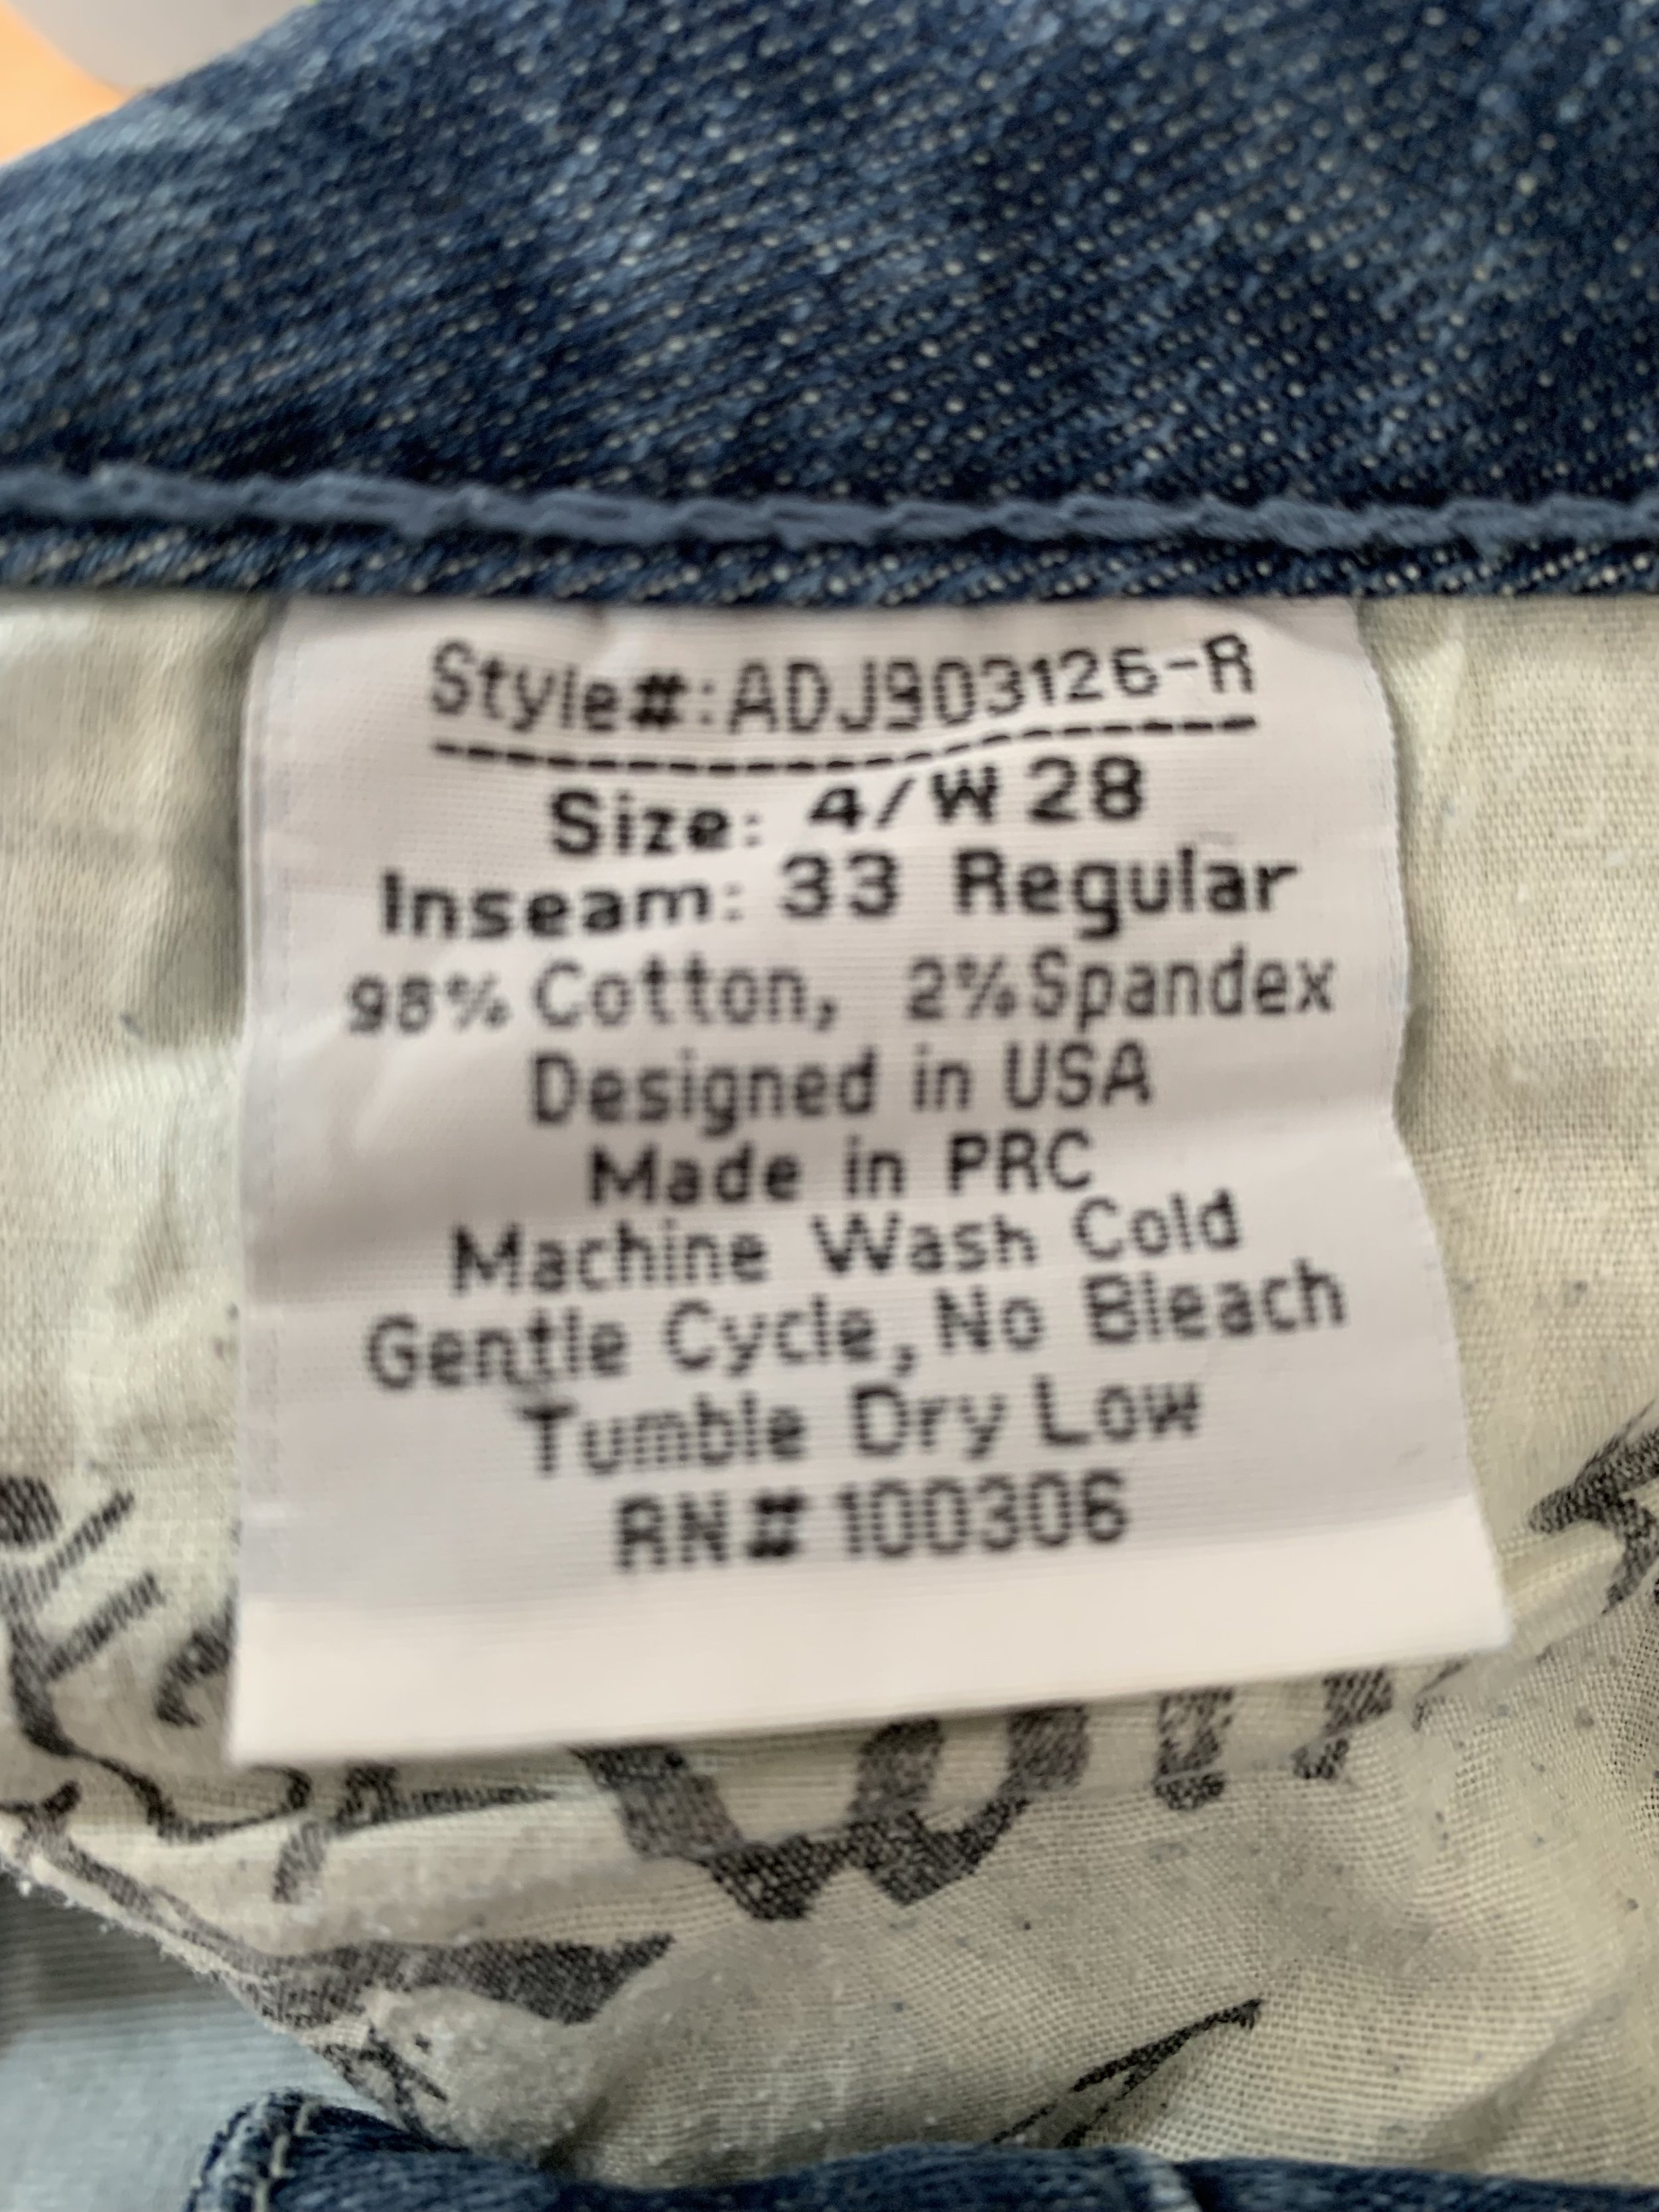 Style#:ADJ903126-R
Size: 4/W 28
Inseam: 33 Regular
98% Cotton, 2%Spandex
Designed in USA
Made in PRC
Machine Wash Cold
Gentle Cycle, No Bleach
Tumble Dry Low
RN# 100306